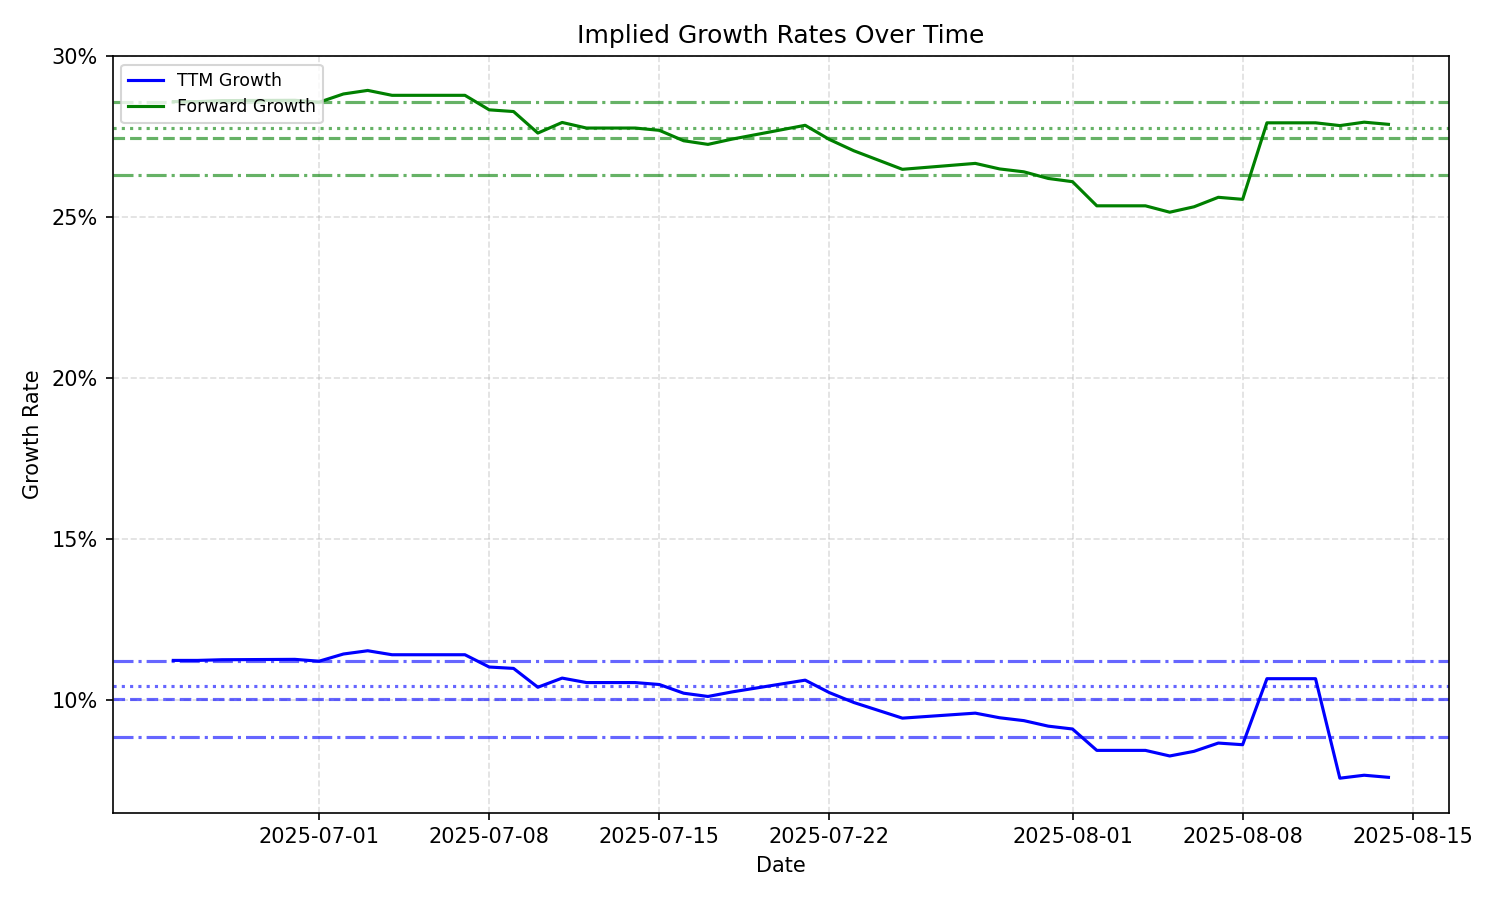 Implied Growth Rates Over Time
30%
TTM Growth
Forward Growth
25%
20%
15%
10%
Growth Rate
2025-07-01
2025-07-08
2025-07-15
2025-07-22
2025-08-01
2025-08-08
2025-08-15
Date